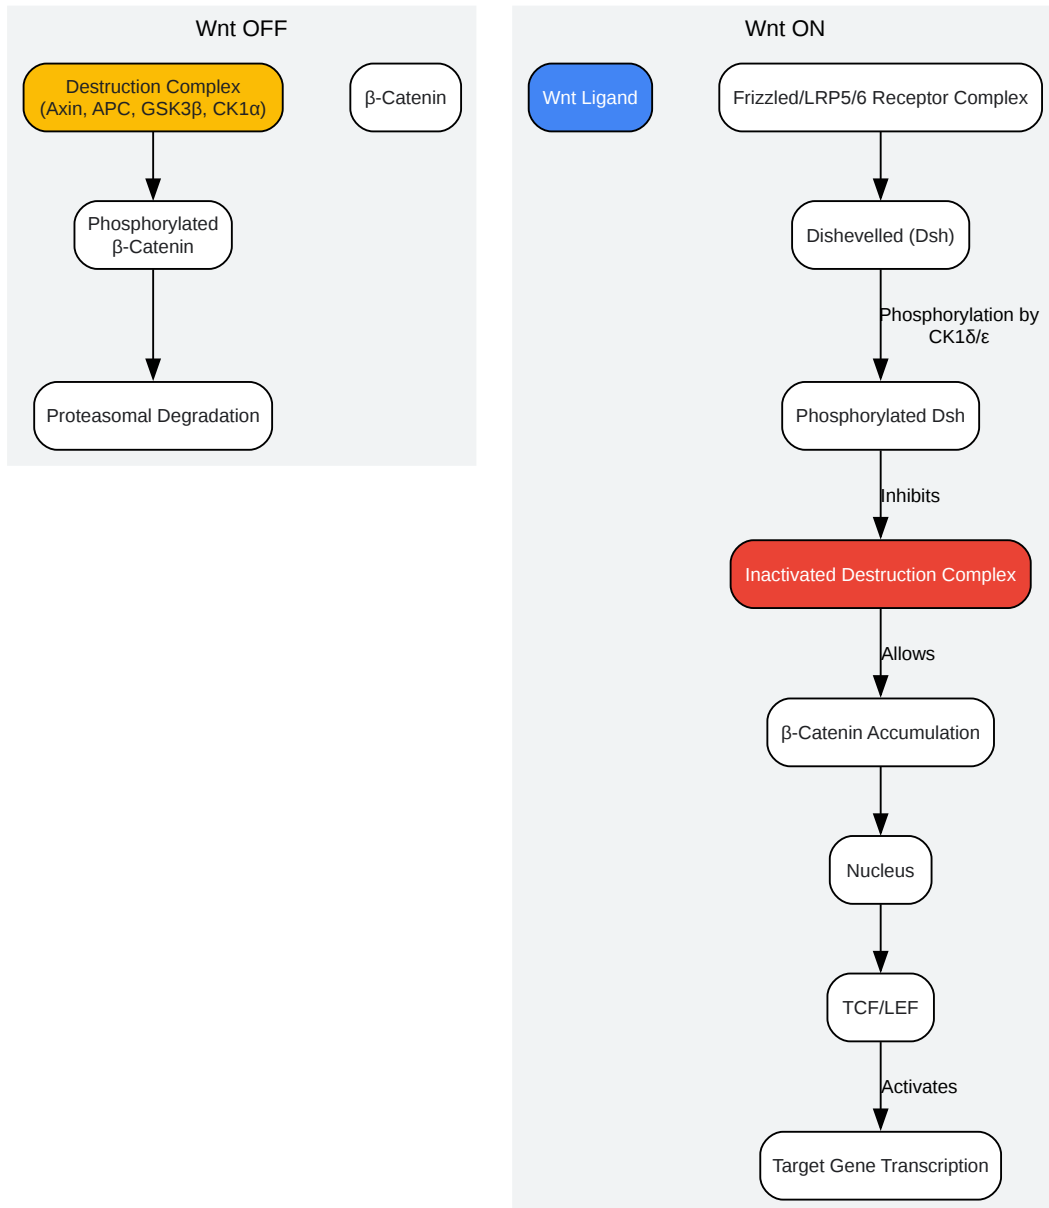 Wnt OFF
Destruction Complex
(Axin, APC, GSK3β, CK1α)
β-Catenin
Phosphorylated
β-Catenin
Proteasomal Degradation
Wnt ON
Wnt Ligand
Frizzled/LRP5/6 Receptor Complex
Dishevelled (Dsh)
Phosphorylation by
CK1δ/ε
Phosphorylated Dsh
Inhibits
Inactivated Destruction Complex
Allows
β-Catenin Accumulation
Nucleus
TCF/LEF
Activates
Target Gene Transcription